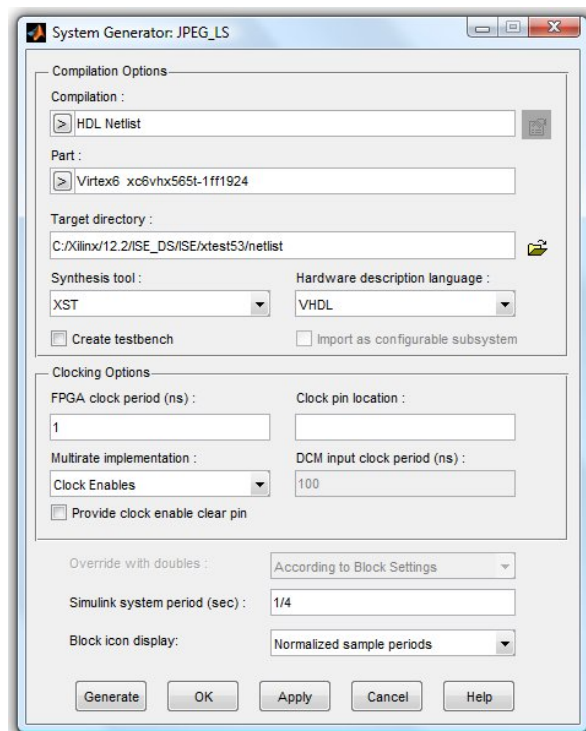 System Generator: JPEG_LS
Compilation Options
Compilation :
> HDL Netlist
Part :
> Virtex6 xc6vhx565t-1ff1924
Target directory :
C:/Xilinx/12.2/ISE_DS/ISE/xtest53/netlist
Synthesis tool : Hardware description language :
XST VHDL
Create testbench Import as configurable subsystem
Clocking Options
FPGA clock period (ns) : Clock pin location :
1
Multirate implementation : DCM input clock period (ns) :
Clock Enables 100
Provide clock enable clear pin
Override with doubles : According to Block Settings
Simulink system period (sec) : 1/4
Block icon display: Normalized sample periods
Generate OK Apply Cancel Help